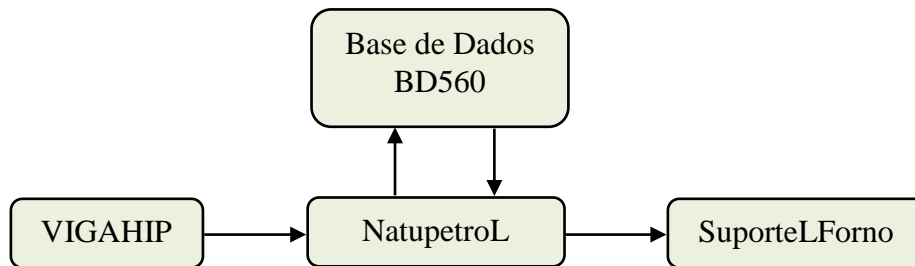 Base de Dados
BD560
VIGAHIP
NatupetroL
SuporteLForno